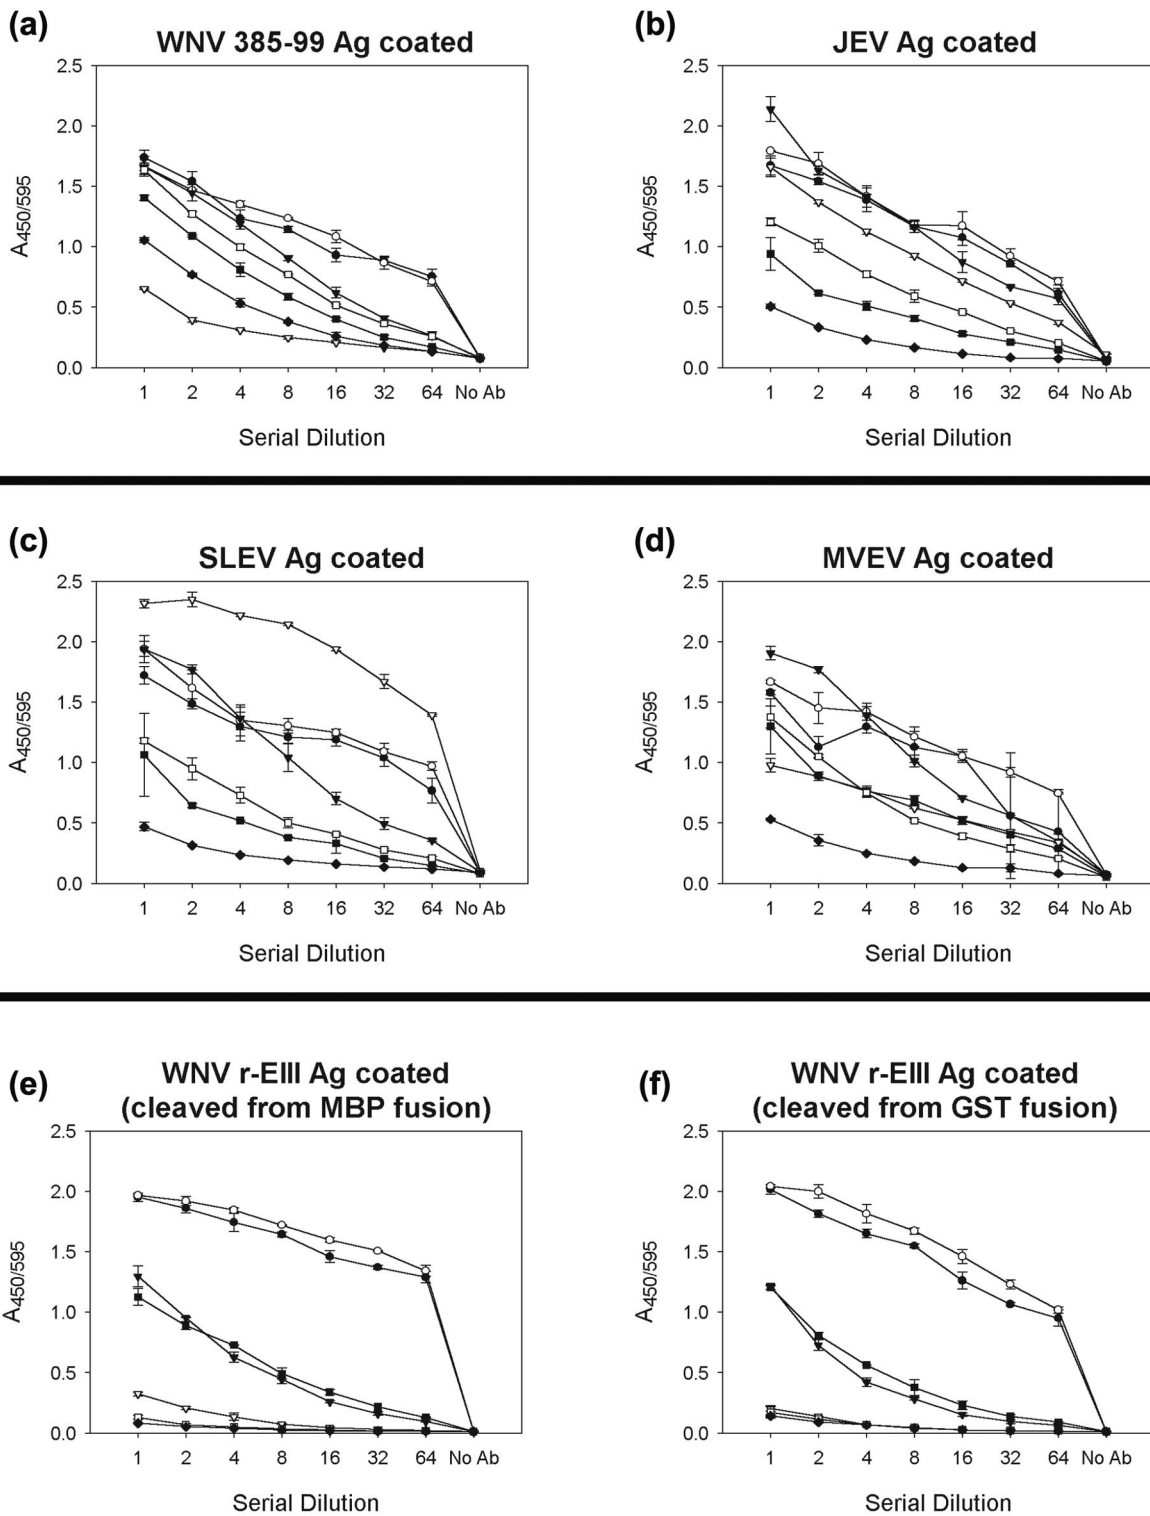 (a)
WNV 385-99 Ag coated
2.5
2.0
1.5
1.0
0.5
0.0
A450/595
1 2 4 8 16 32 64 No Ab
Serial Dilution
(b)
JEV Ag coated
2.5
2.0
1.5
1.0
0.5
0.0
A450/595
1 2 4 8 16 32 64 No Ab
Serial Dilution
(c)
SLEV Ag coated
2.5
2.0
1.5
1.0
0.5
0.0
A450/595
1 2 4 8 16 32 64 No Ab
Serial Dilution
(d)
MVEV Ag coated
2.5
2.0
1.5
1.0
0.5
0.0
A450/595
1 2 4 8 16 32 64 No Ab
Serial Dilution
(e)
WNV r-EIII Ag coated
(cleaved from MBP fusion)
2.5
2.0
1.5
1.0
0.5
0.0
A450/595
1 2 4 8 16 32 64 No Ab
Serial Dilution
(f)
WNV r-EIII Ag coated
(cleaved from GST fusion)
2.5
2.0
1.5
1.0
0.5
0.0
A450/595
1 2 4 8 16 32 64 No Ab
Serial Dilution